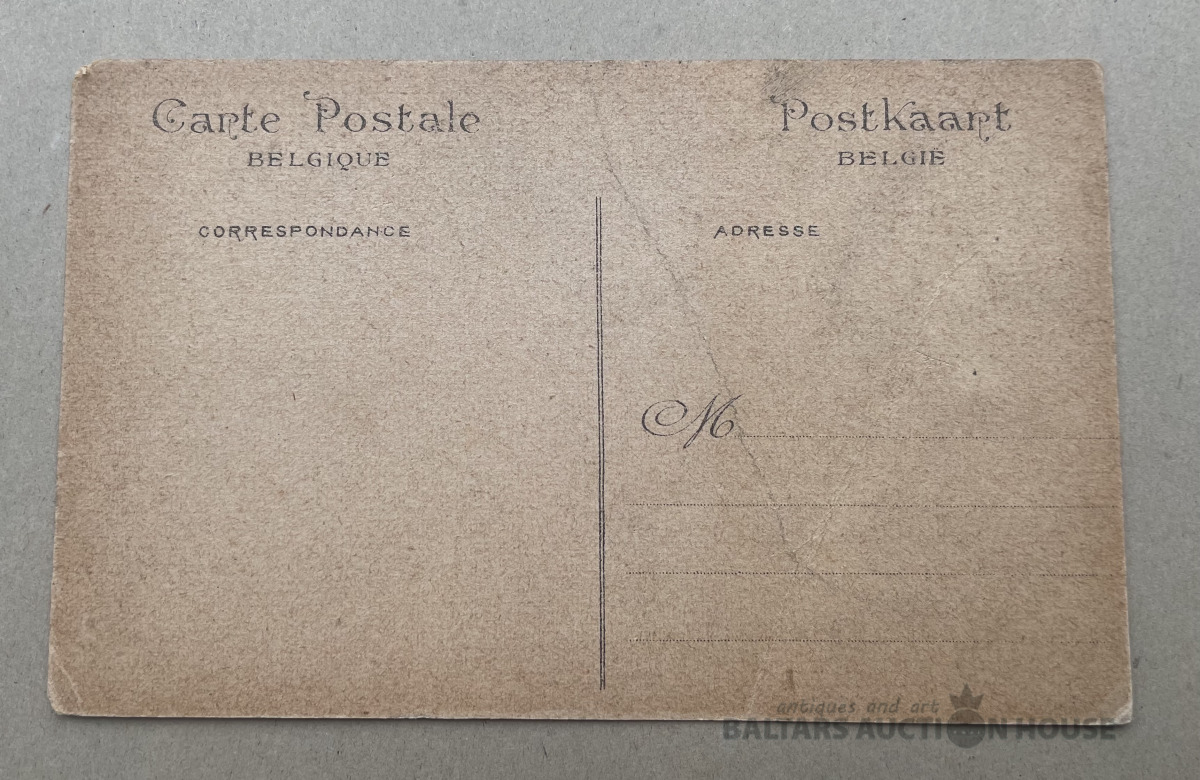 Carte Postale
BELGIQUE
Postkaart
BELGIË
CORRESPONDANCE
ADRESSE
M
antiques and art
BALTARS AUCTION HOUSE